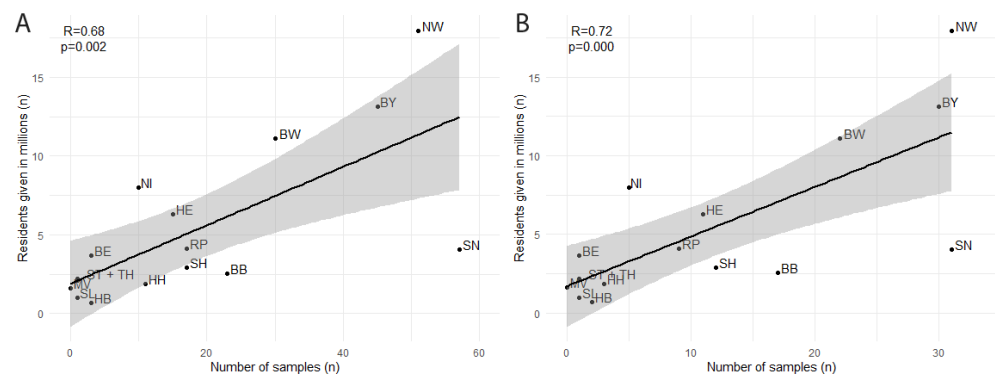 A
R=0.68
p=0.002
NW
BY
BW
NI
HE
RP
BE
SH
BB
SN
ST + TH
HH
MV
SL
HB
15
10
5
0
0
20
40
60
Residents given in millions (n)
Number of samples (n)
B
R=0.72
p=0.000
NW
BY
BW
NI
HE
RP
BE
SH
BB
SN
ST + TH
HH
MV
SL
HB
15
10
5
0
0
10
20
30
Residents given in millions (n)
Number of samples (n)